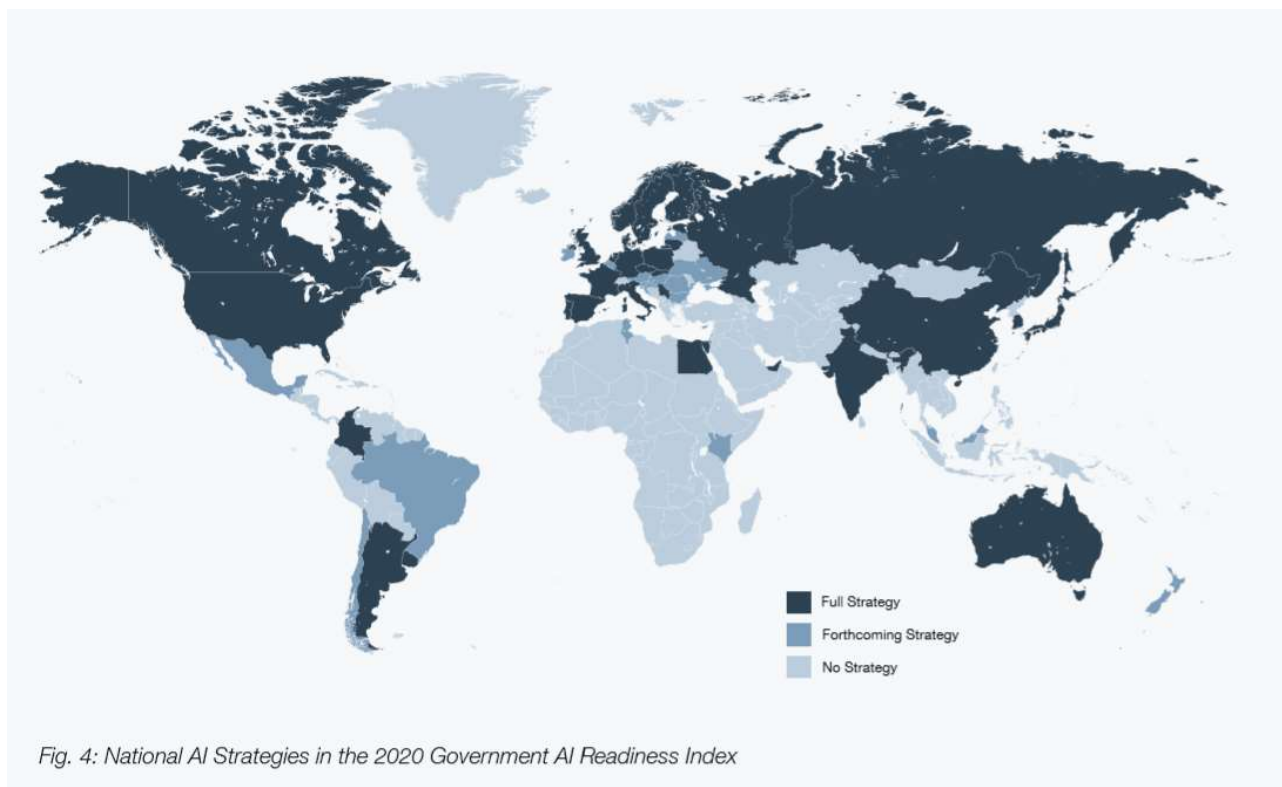 Full Strategy
Forthcoming Strategy
No Strategy
Fig. 4: National AI Strategies in the 2020 Government AI Readiness Index